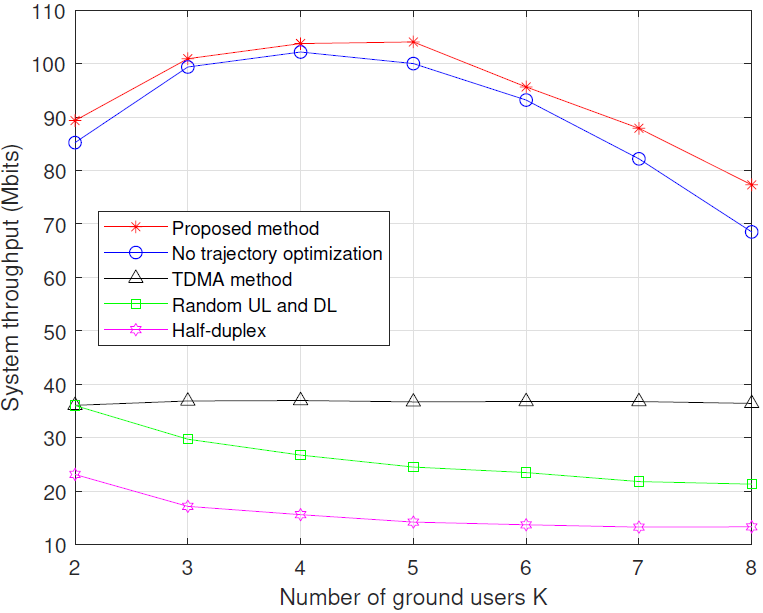 110
100
90
80
70
60
50
40
30
20
10
System throughput (Mbits)
Proposed method
No trajectory optimization
TDMA method
Random UL and DL
Half-duplex
2 3 4 5 6 7 8
Number of ground users K